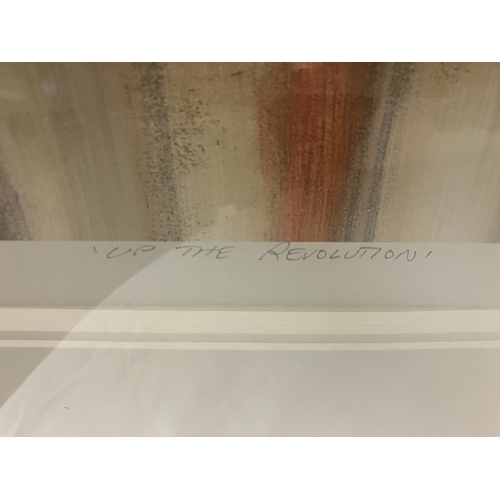 'UP THE REVOLUTION'